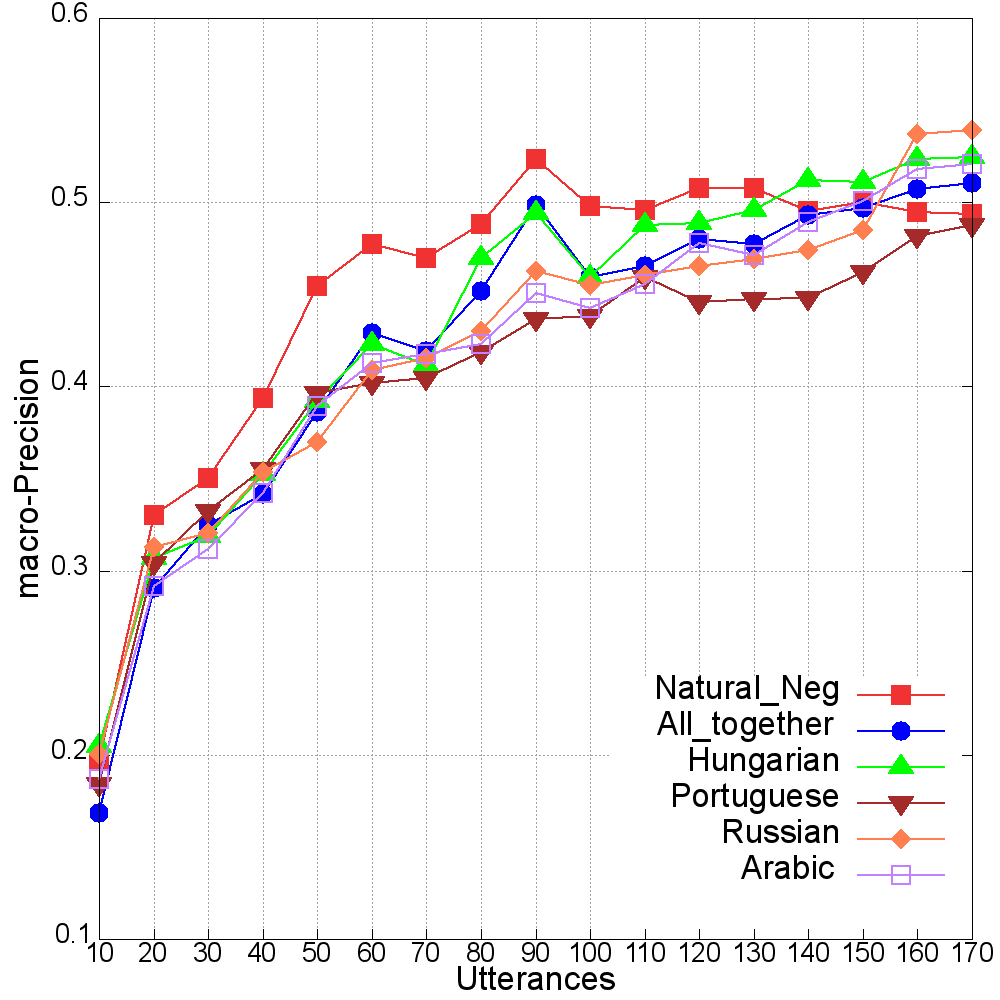 0.6
0.5
0.4
0.3
0.2
0.1
macro-Precision
Natural_Neg
All_together
Hungarian
Portuguese
Russian
Arabic
10 20 30 40 50 60 70 80 90 100 110 120 130 140 150 160 170
Utterances